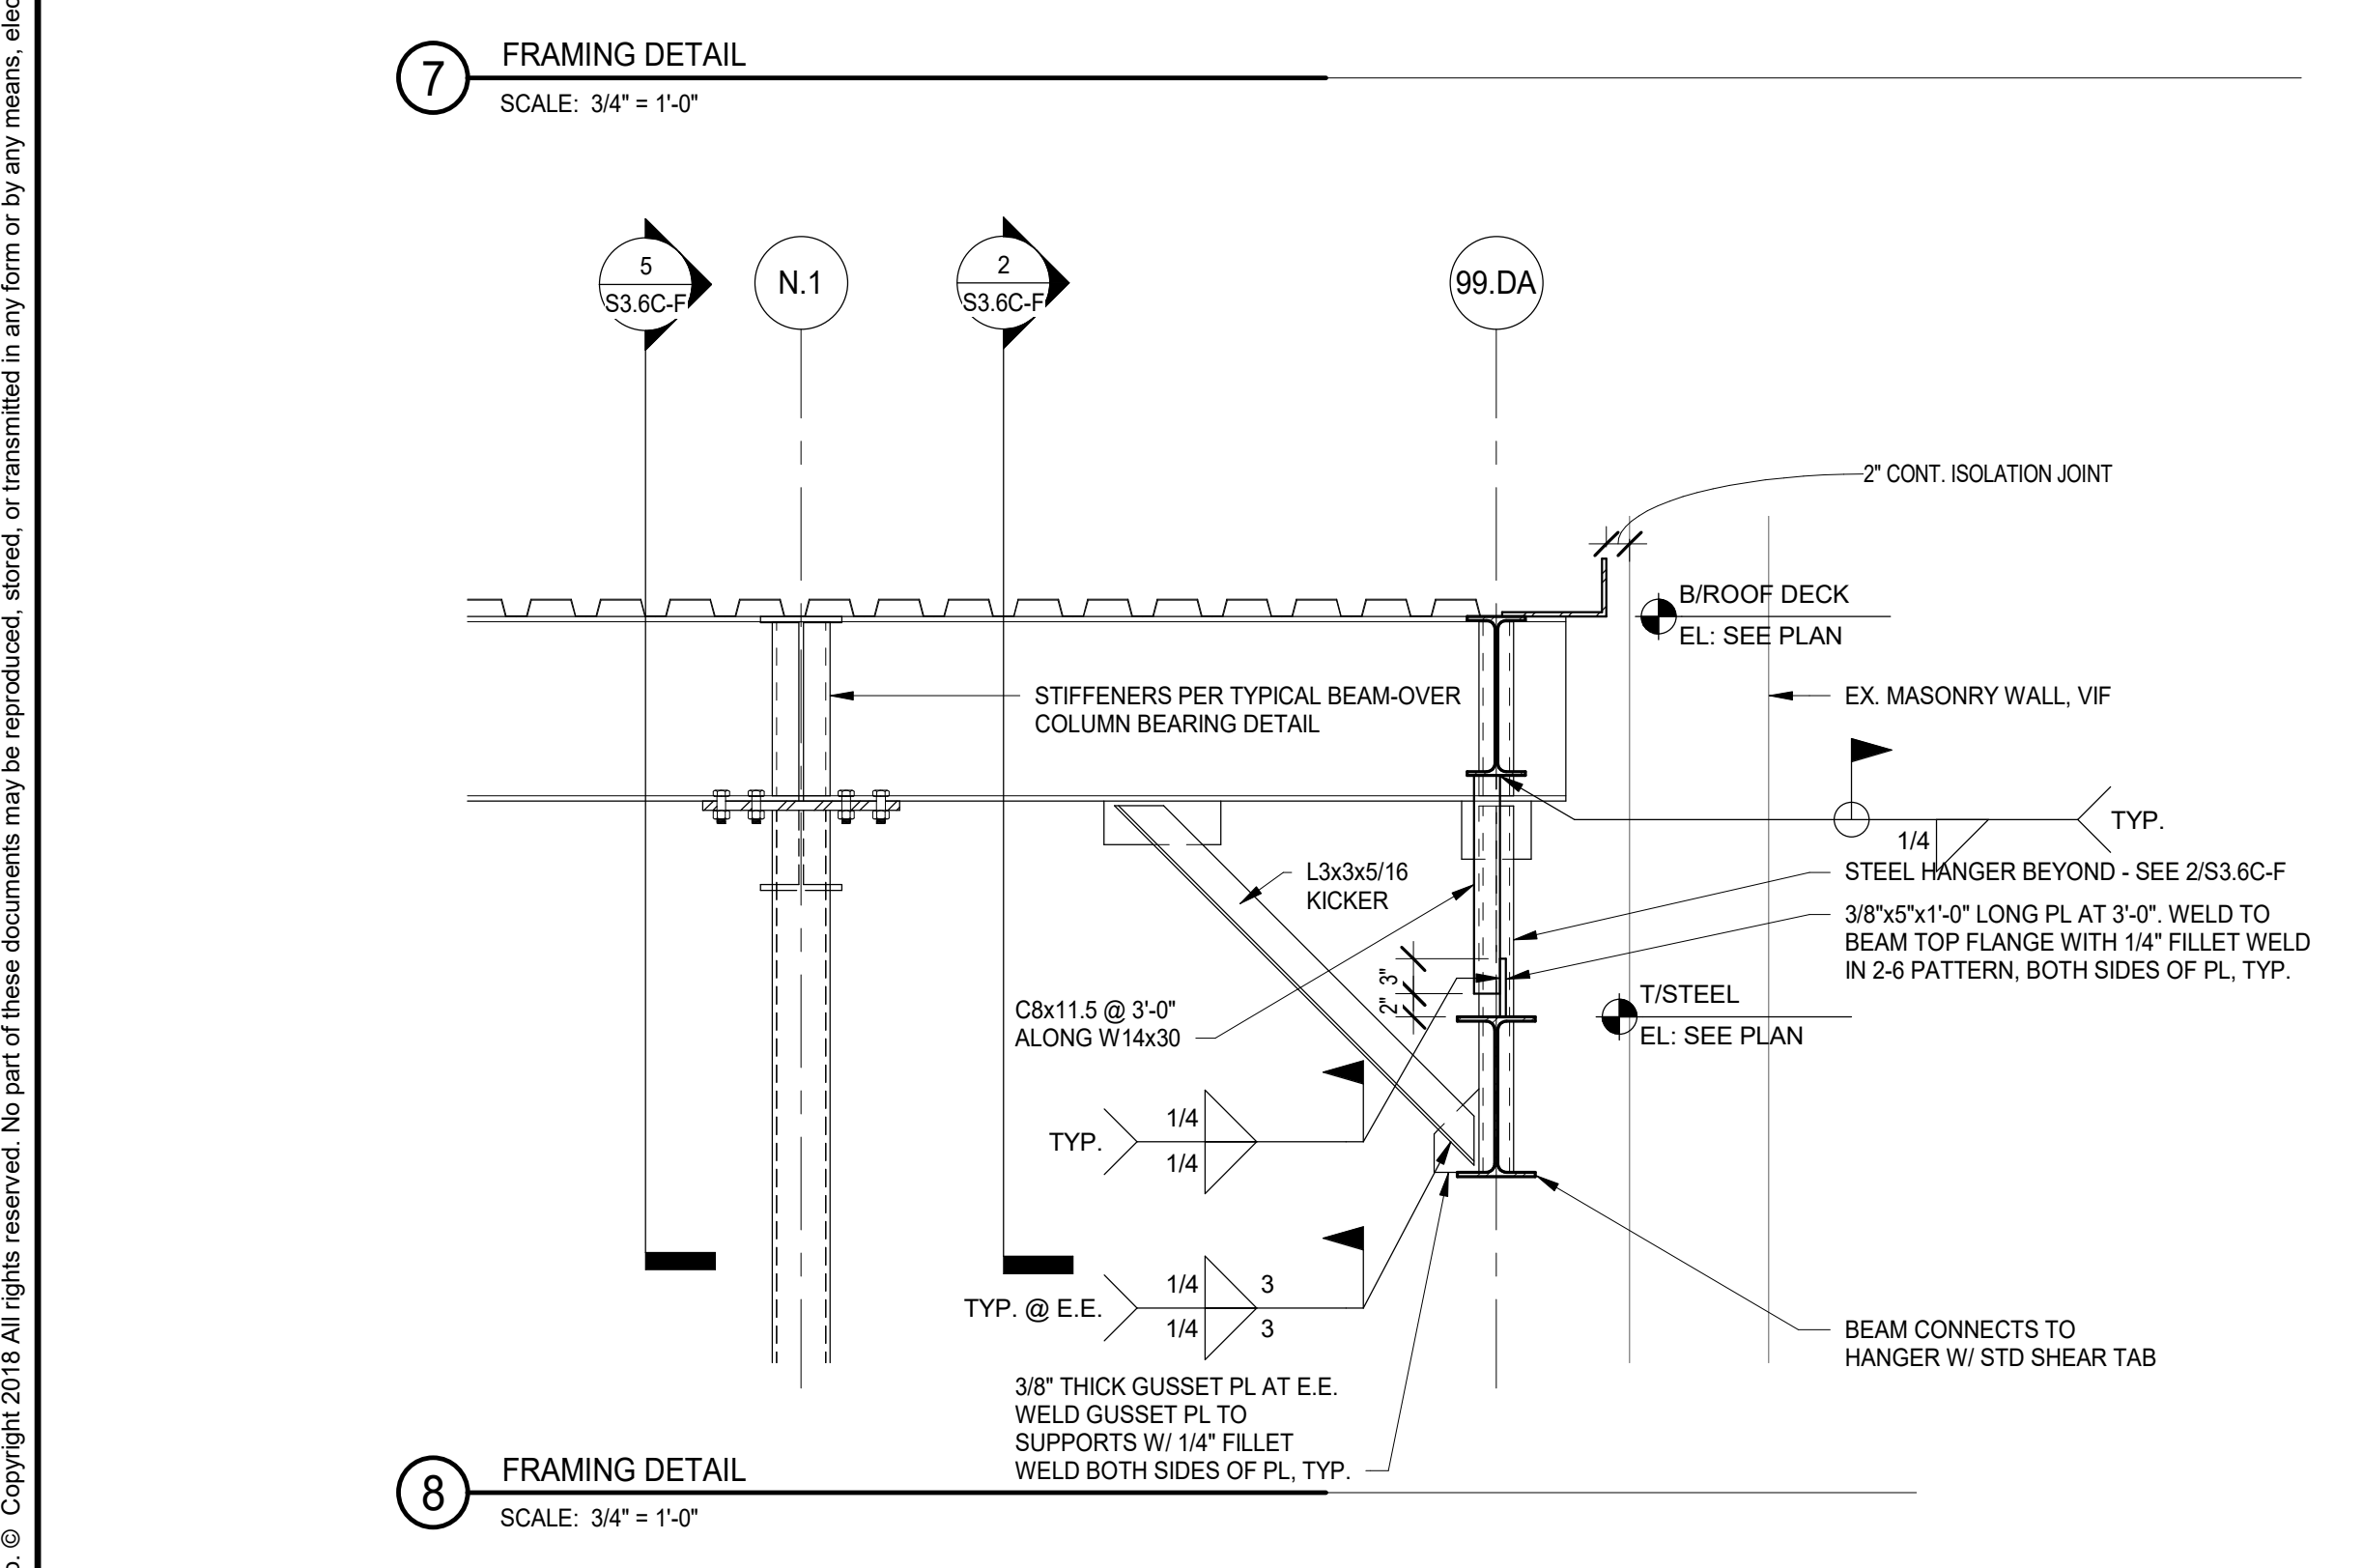 7
FRAMING DETAIL
SCALE: 3/4" = 1'-0"
5
S3.6C-F
N.1
2
S3.6C-F
99.DA
2" CONT. ISOLATION JOINT
B/ROOF DECK
EL: SEE PLAN
STIFFENERS PER TYPICAL BEAM-OVER
COLUMN BEARING DETAIL
EX. MASONRY WALL, VIF
1/4
TYP.
L3x3x5/16
KICKER
STEEL HANGER BEYOND - SEE 2/S3.6C-F
3/8"x5"x1'-0" LONG PL AT 3'-0". WELD TO
BEAM TOP FLANGE WITH 1/4" FILLET WELD
IN 2-6 PATTERN, BOTH SIDES OF PL, TYP.
3"
2"
C8x11.5 @ 3'-0"
ALONG W14x30
T/STEEL
EL: SEE PLAN
TYP.
1/4
1/4
TYP. @ E.E.
1/4 3
1/4 3
BEAM CONNECTS TO
HANGER W/ STD SHEAR TAB
3/8" THICK GUSSET PL AT E.E.
WELD GUSSET PL TO
SUPPORTS W/ 1/4" FILLET
WELD BOTH SIDES OF PL, TYP.
8
FRAMING DETAIL
SCALE: 3/4" = 1'-0"
© Copyright 2018 All rights reserved. No part of these documents may be reproduced, stored, or transmitted in any form or by any means,